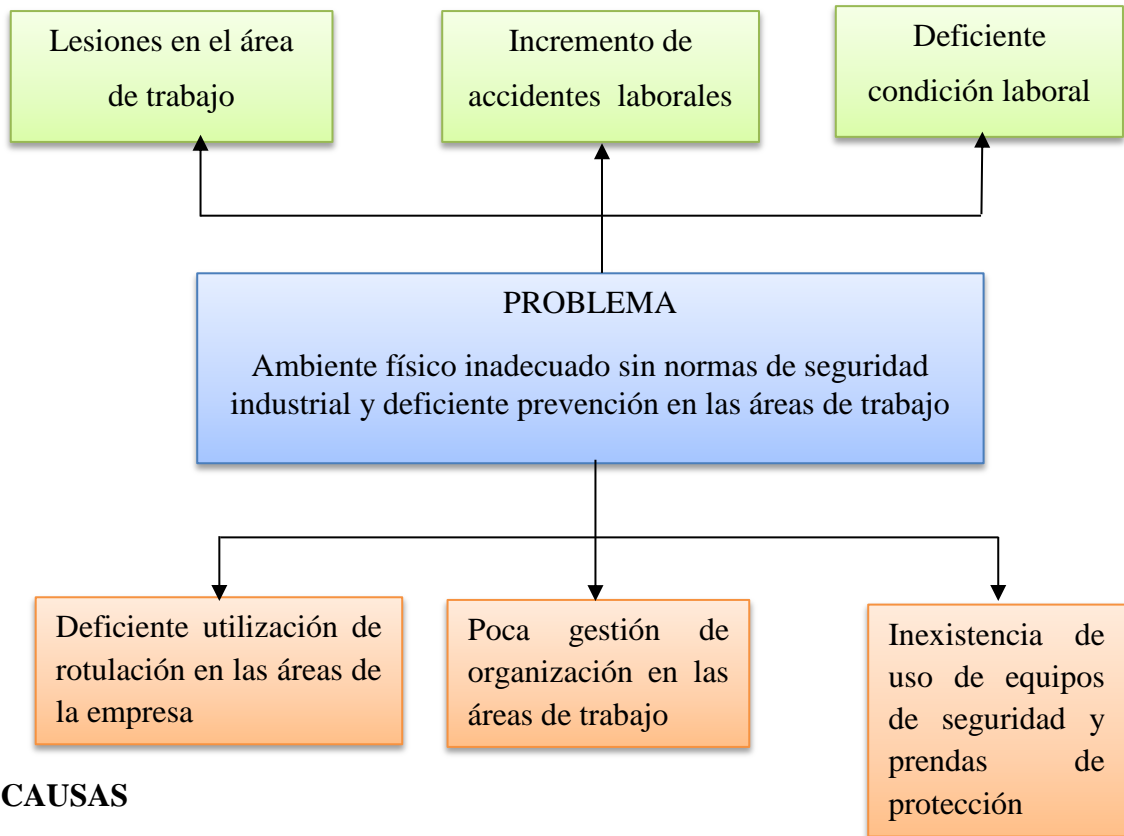 Lesiones en el área
de trabajo
Incremento de
accidentes laborales
Deficiente
condición laboral
PROBLEMA
Ambiente físico inadecuado sin normas de seguridad
industrial y deficiente prevención en las áreas de trabajo
Deficiente utilización de
rotulación en las áreas de
la empresa
Poca gestión de
organización en las
áreas de trabajo
Inexistencia de
uso de equipos
de seguridad y
prendas de
protección
CAUSAS